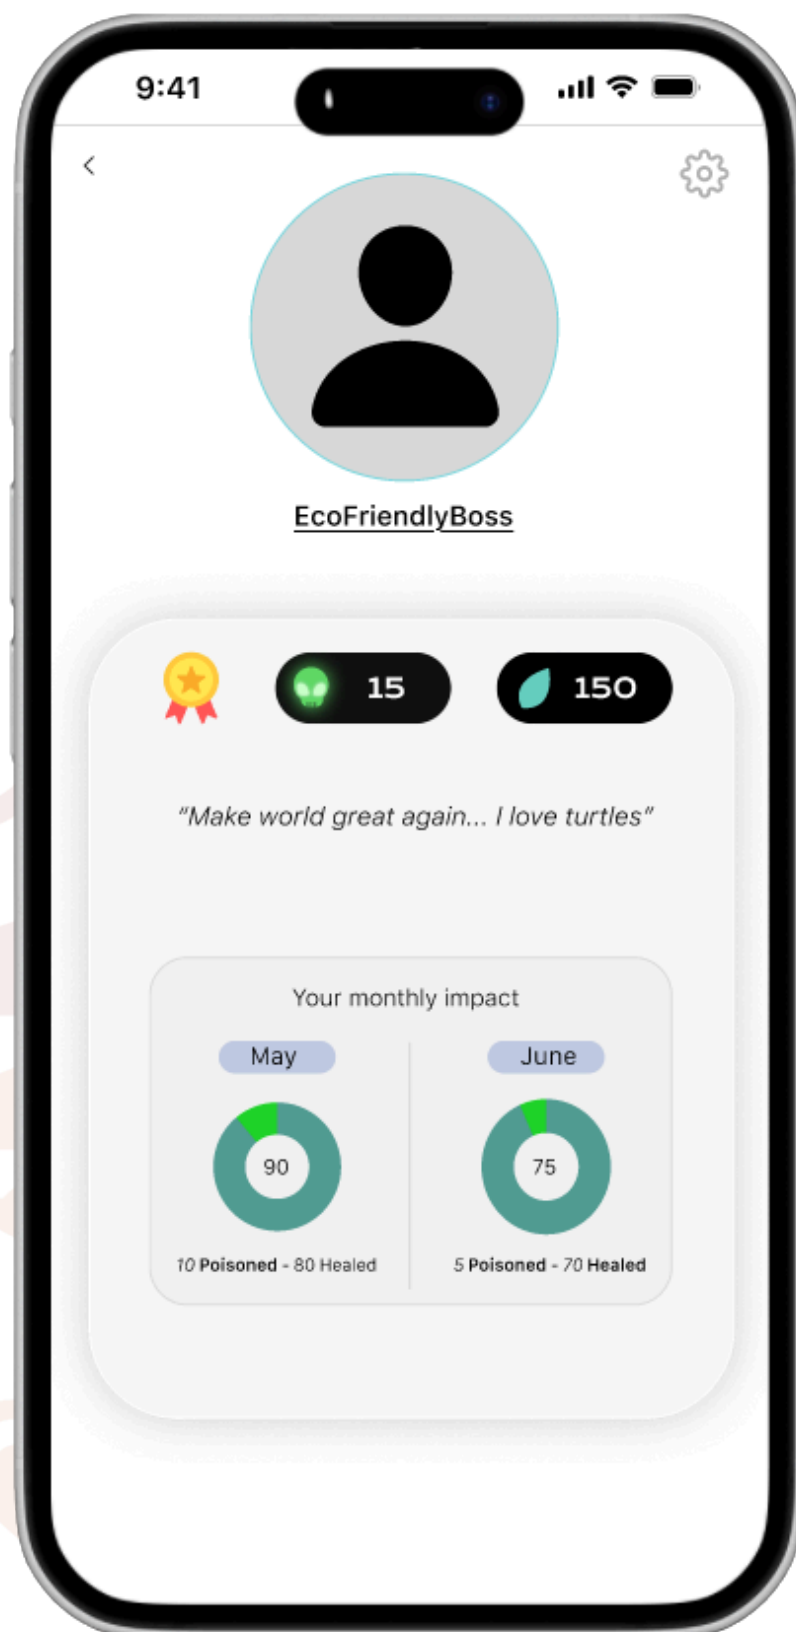 9:41
EcoFriendlyBoss
15 150
"Make world great again... I love turtles"
Your monthly impact
May June
90 75
10 Poisoned - 80 Healed 5 Poisoned - 70 Healed